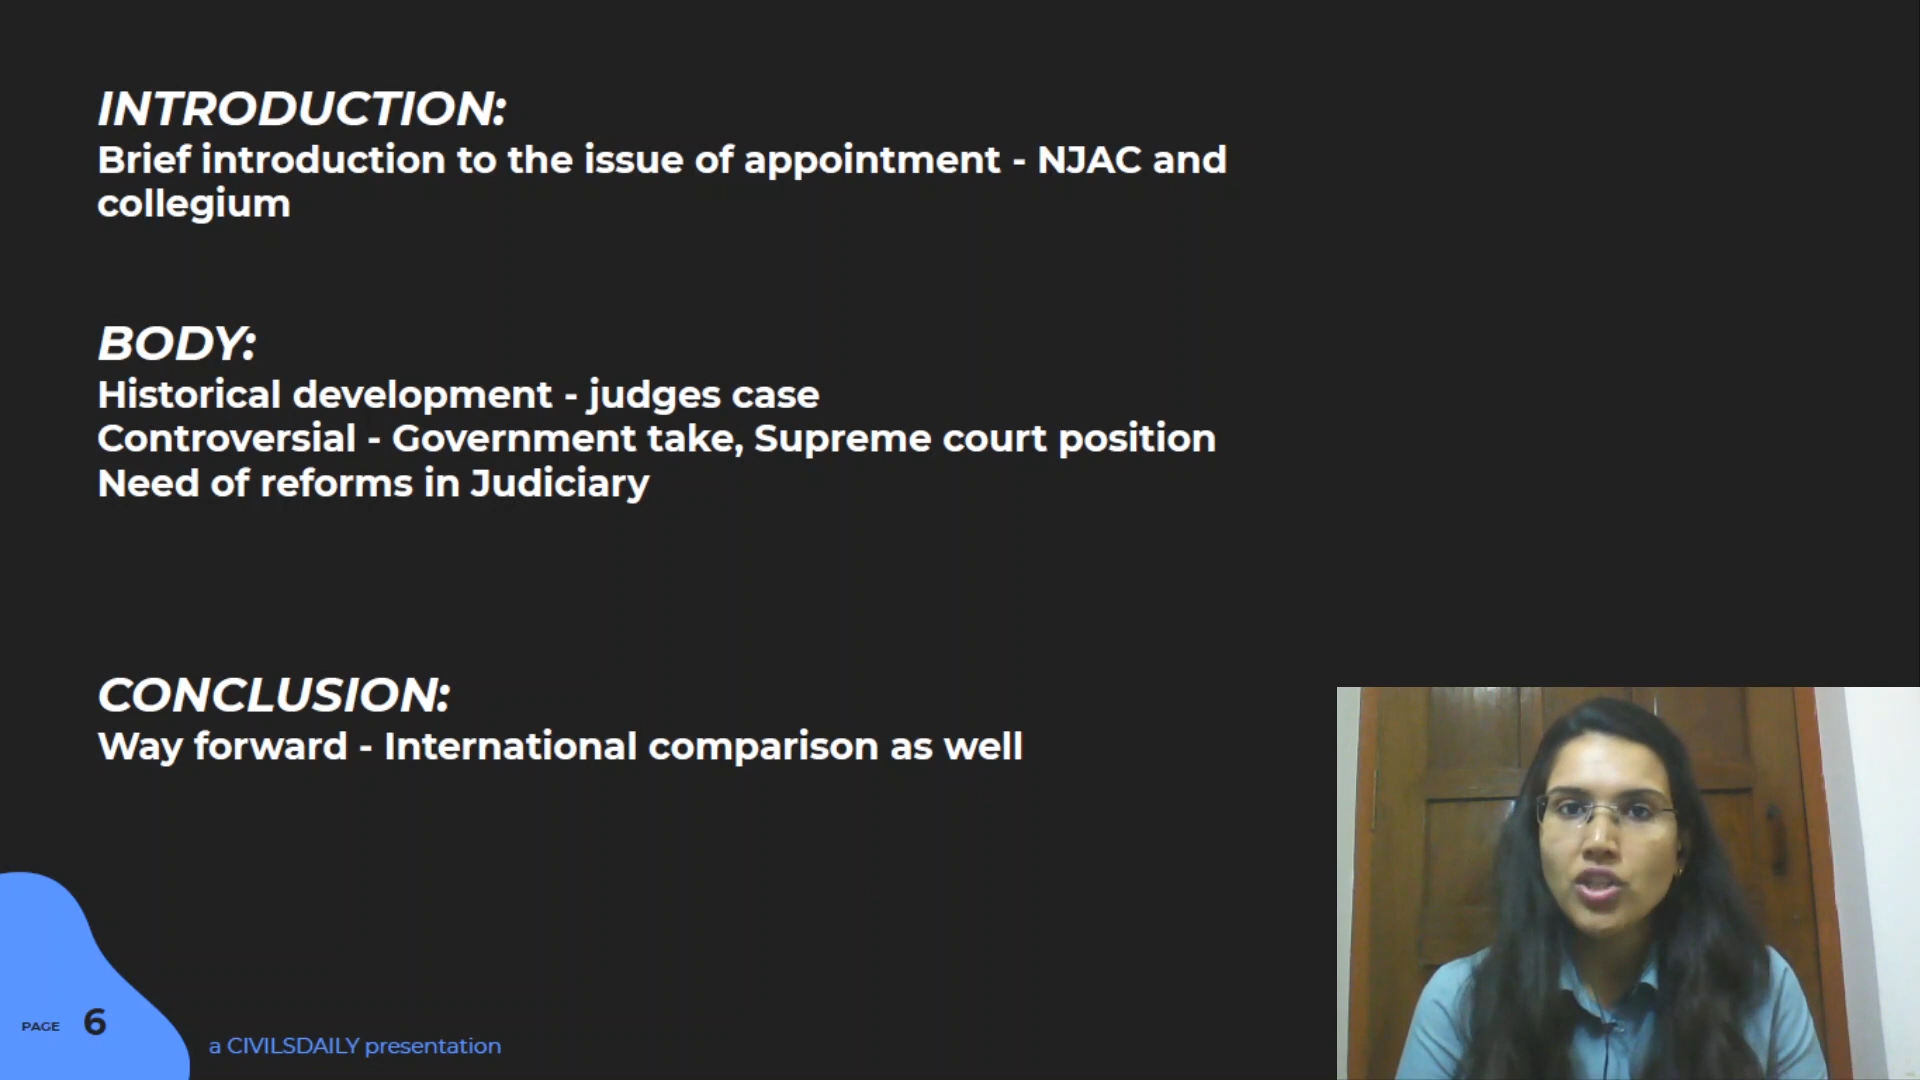 INTRODUCTION:
Brief introduction to the issue of appointment - NJAC and
collegium
BODY:
Historical development - judges case
Controversial - Government take, Supreme court position
Need of reforms in Judiciary
CONCLUSION:
Way forward - International comparison as well
PAGE 6
a CIVILSDAILY presentation